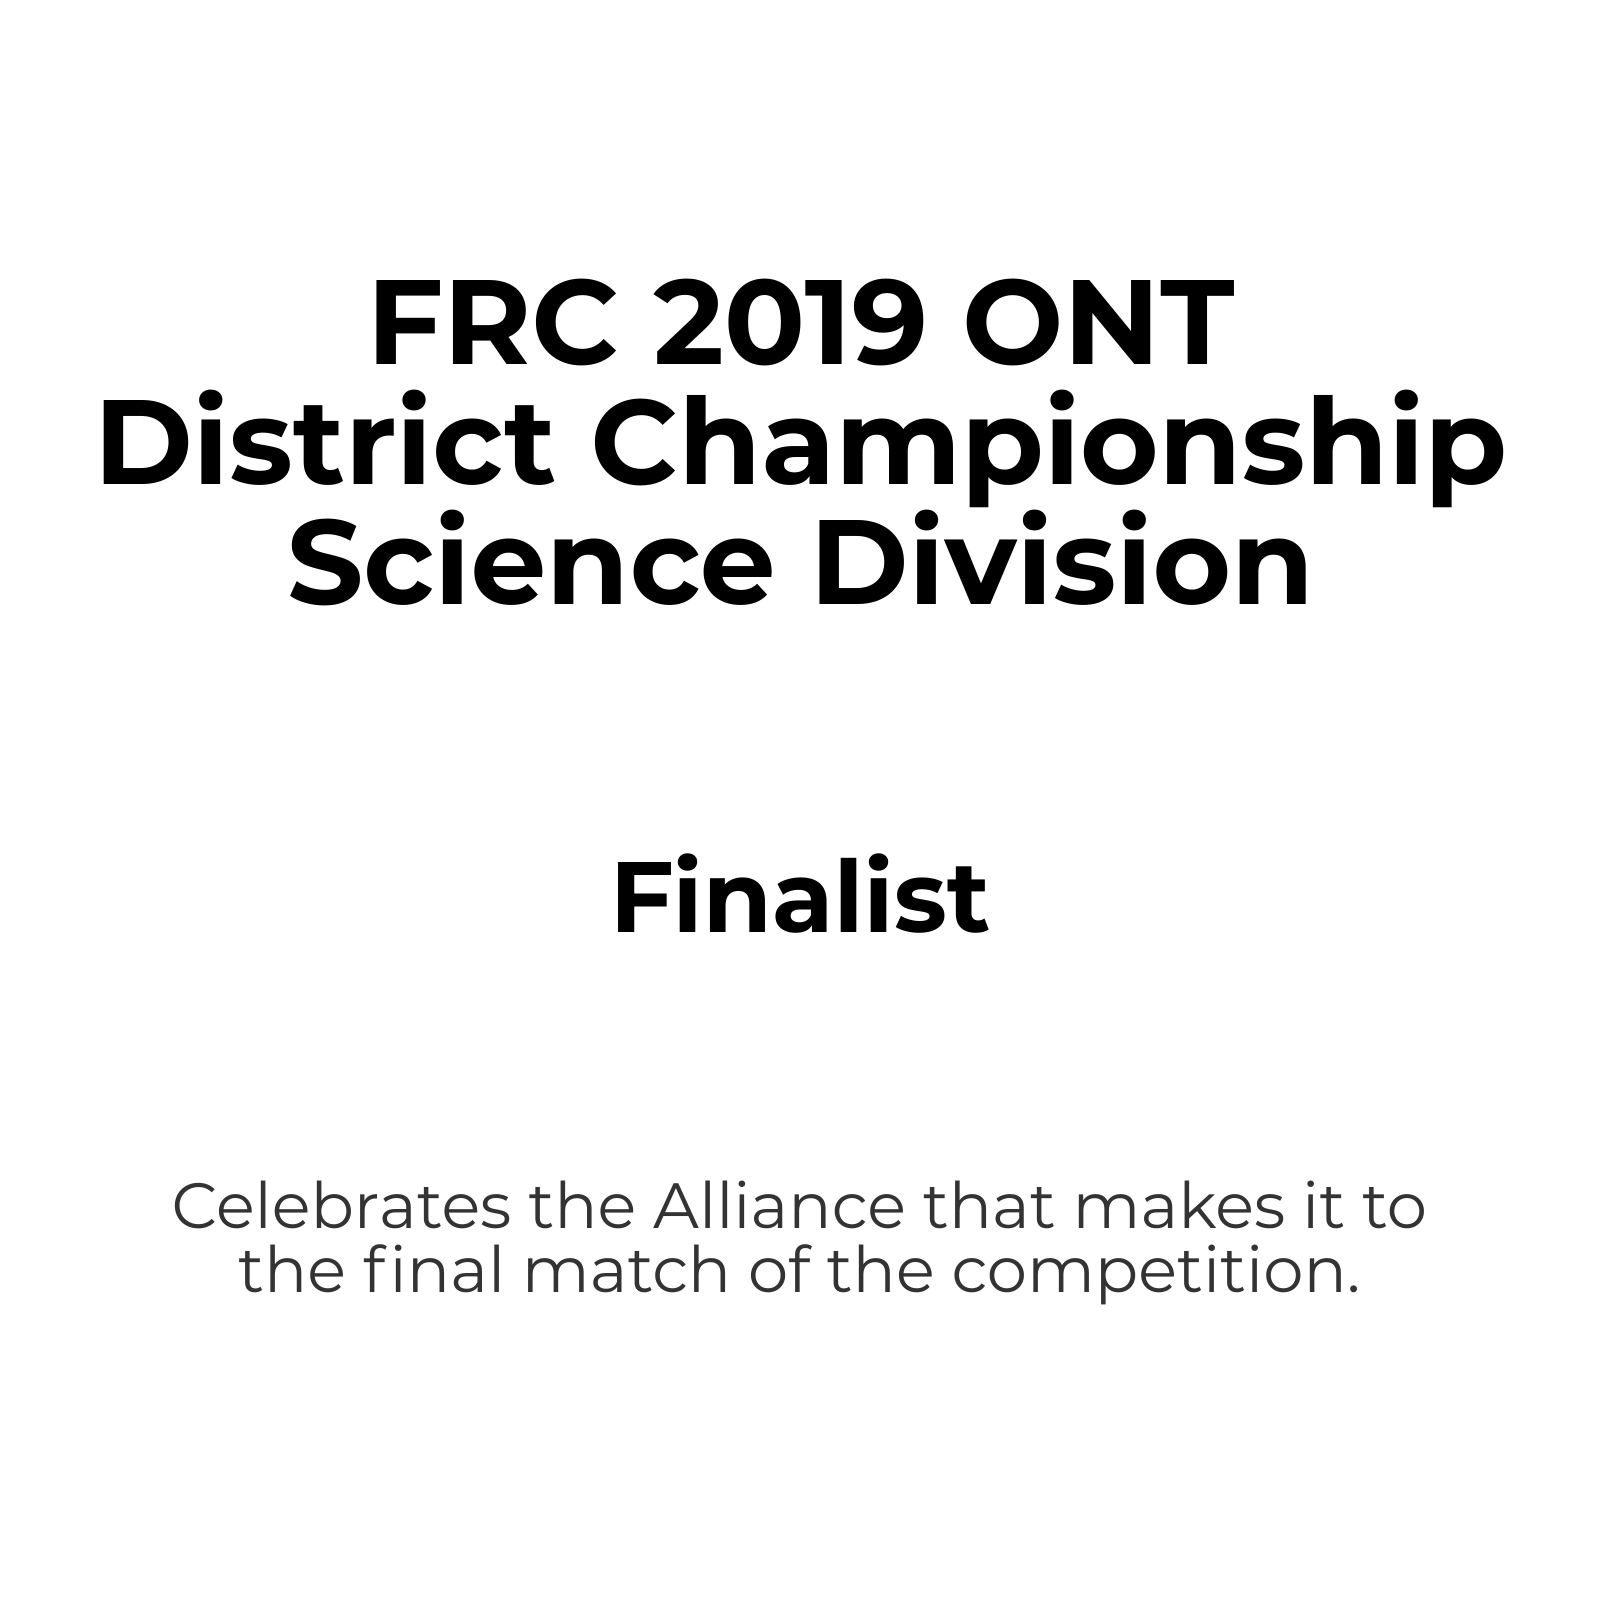 FRC 2019 ONT
District Championship
Science Division
Finalist
Celebrates the Alliance that makes it to
the final match of the competition.